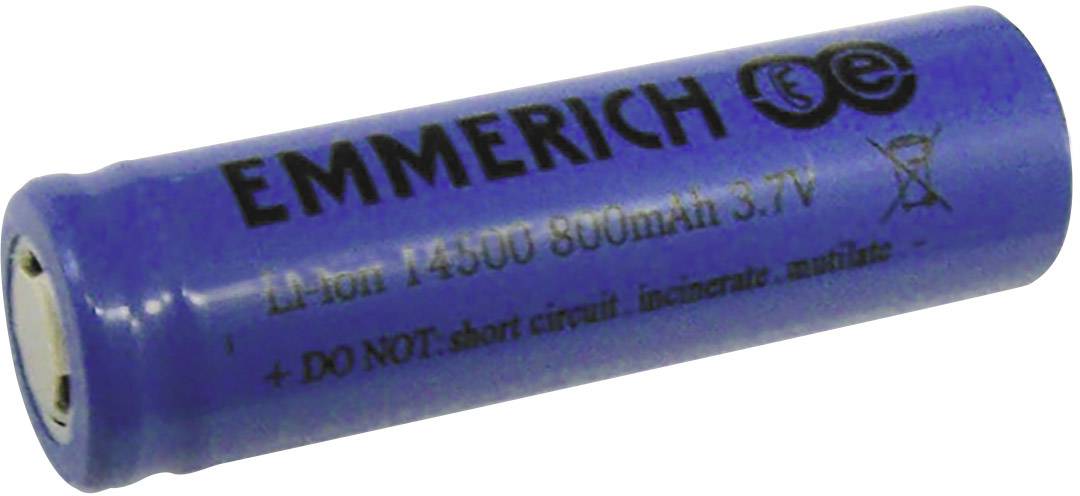 EMMERICH e
Li-Ion 14500 800mAh 3.7V
+ DO NOT: short circuit . incinerate . mutilate -